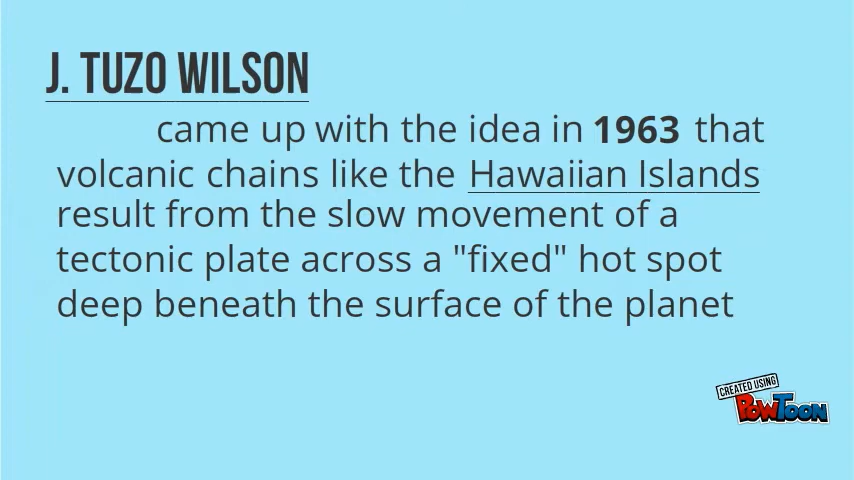 J. TUZO WILSON
came up with the idea in 1963 that
volcanic chains like the Hawaiian Islands
result from the slow movement of a
tectonic plate across a "fixed" hot spot
deep beneath the surface of the planet
CREATED USING
POWTOON